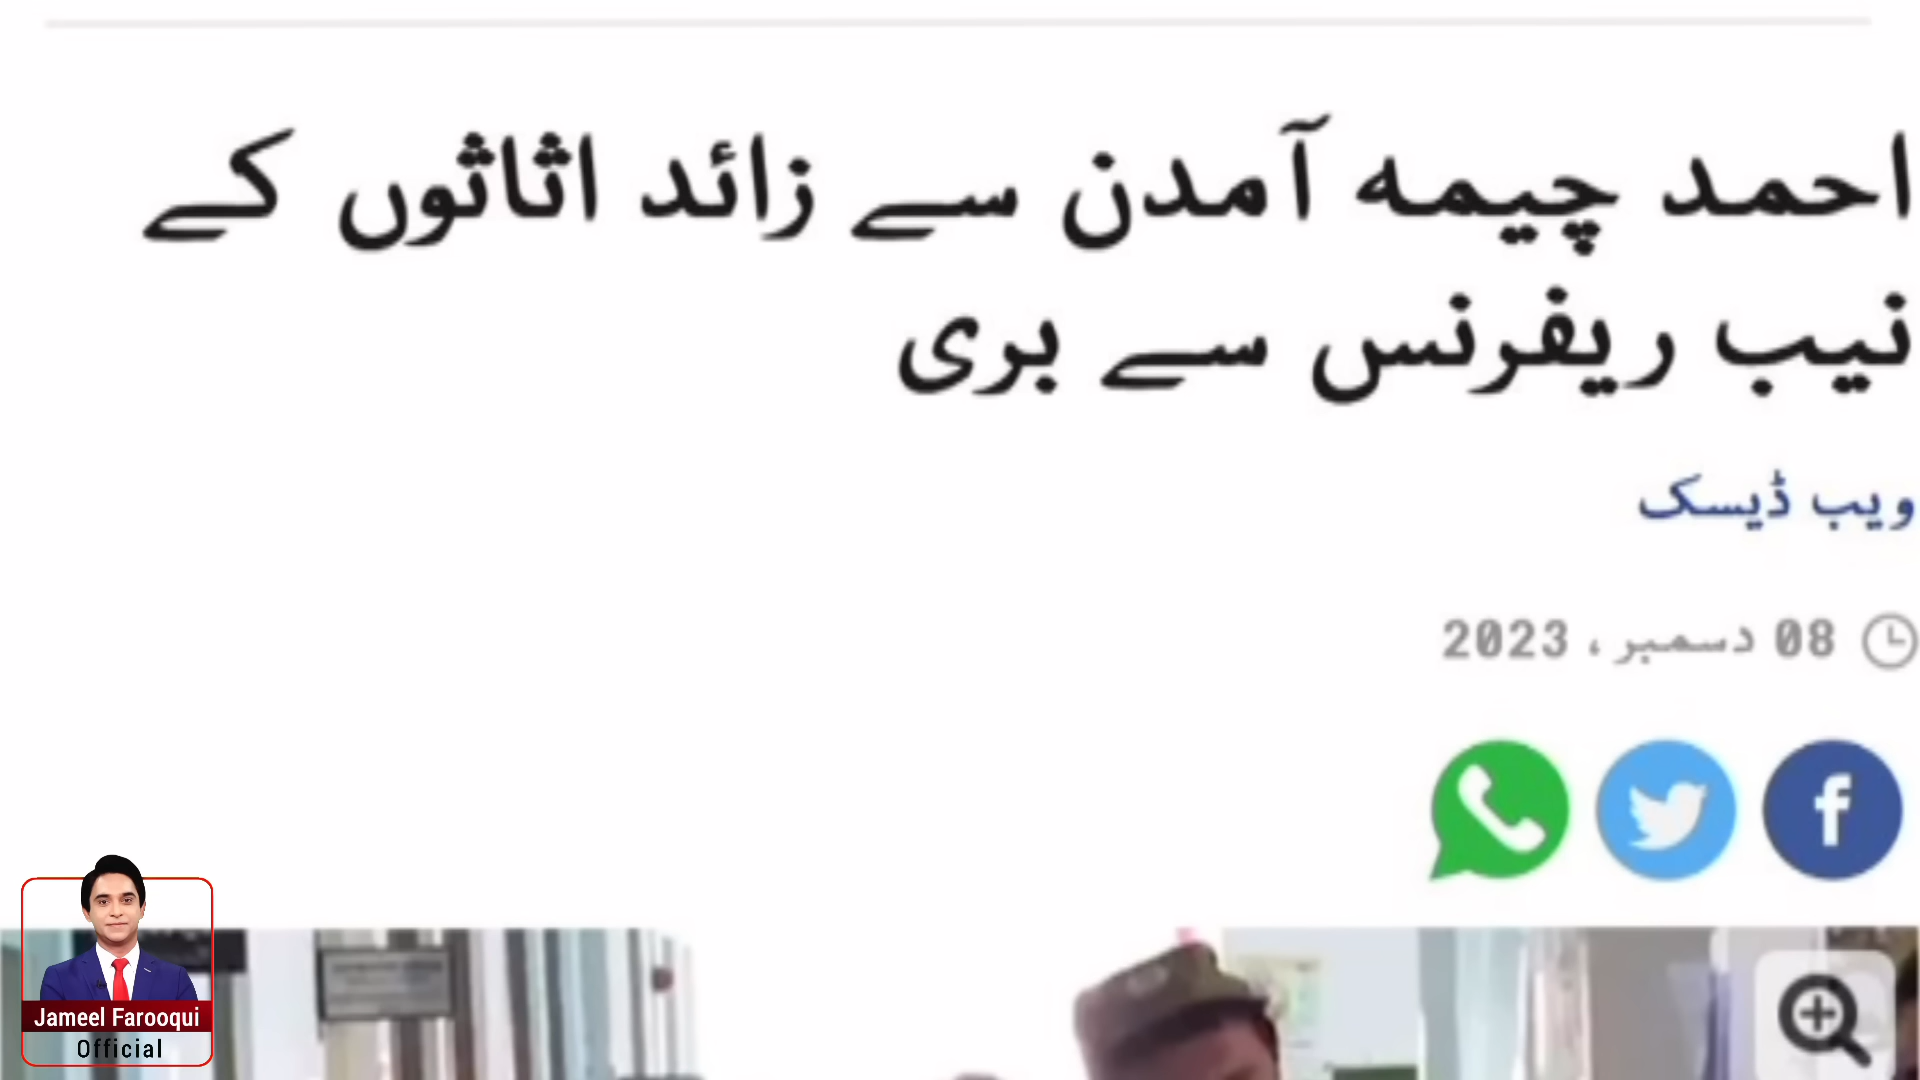 احمد چیمہ آمدن سے زائد اثاثوں کے
نیب ریفرنس سے بری
ویب ڈیسک
08 دسمبر، 2023
Jameel Farooqui
Official